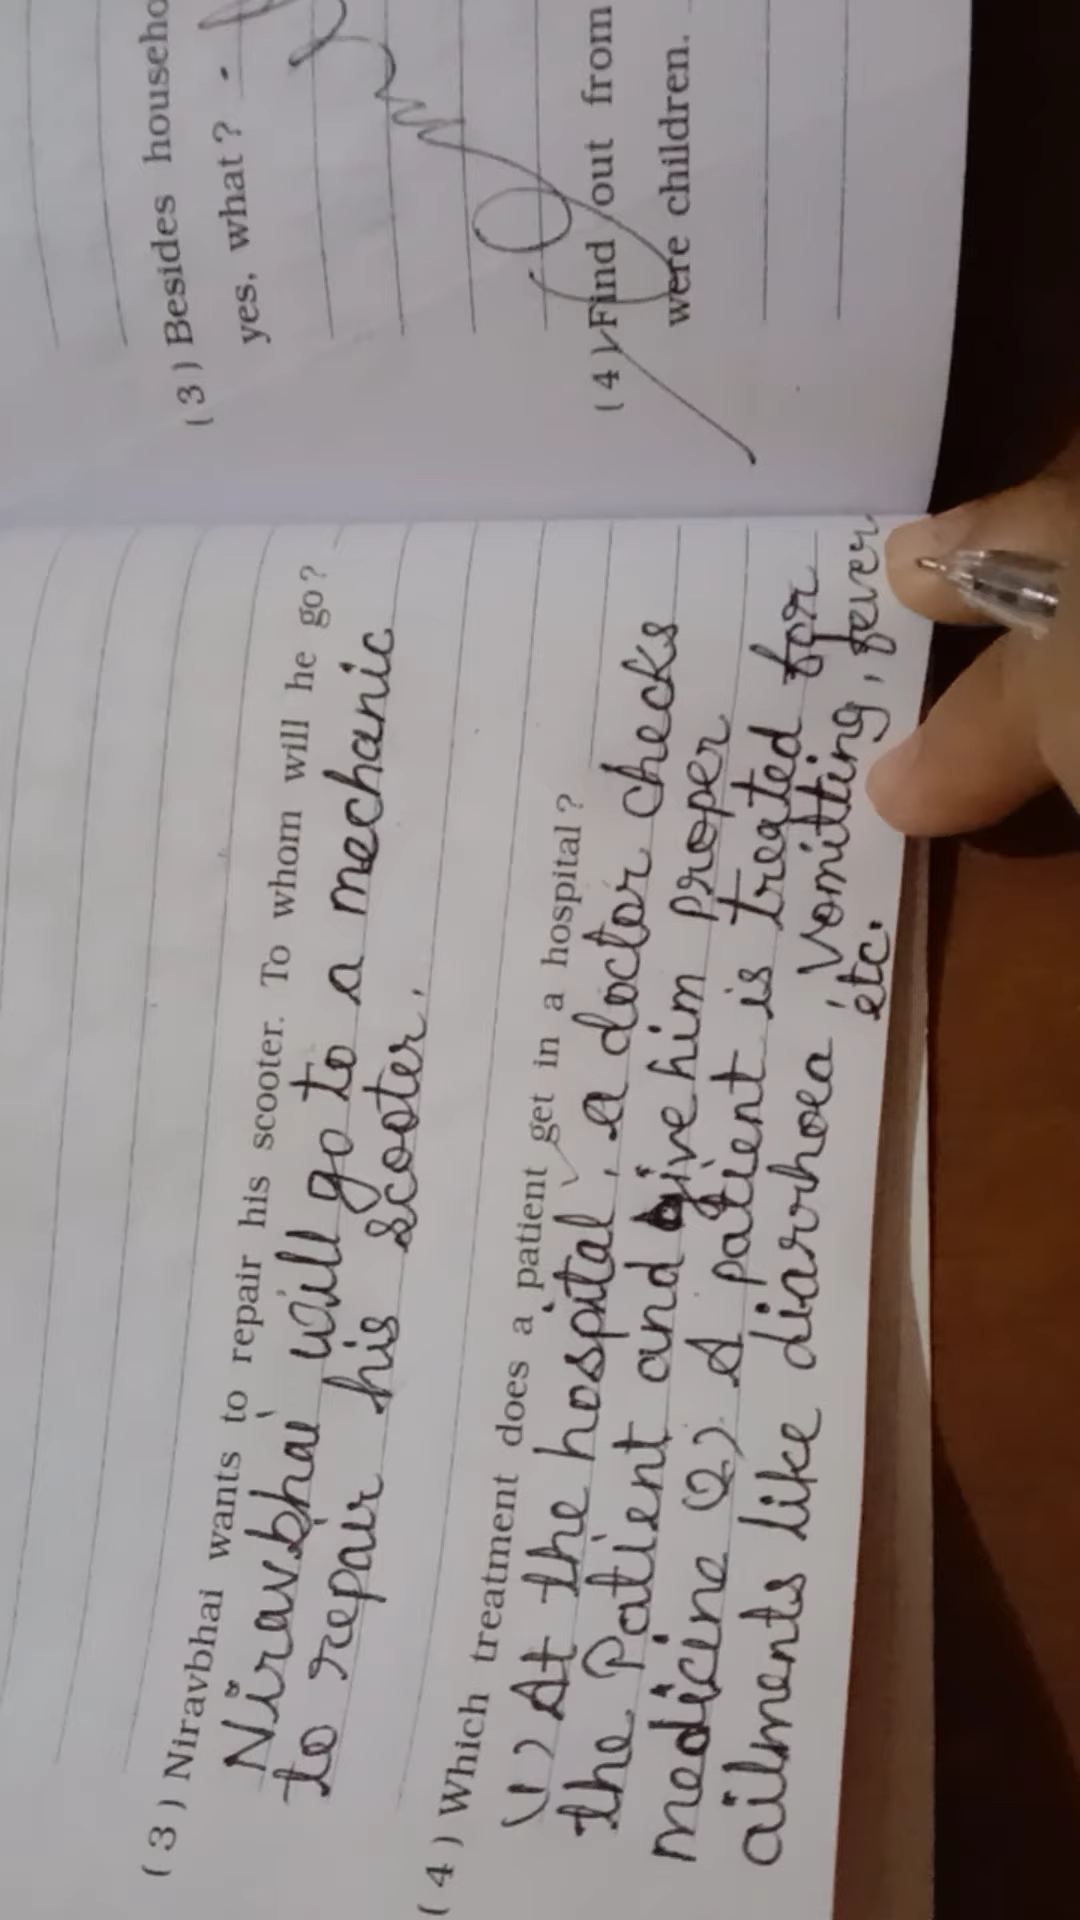 (3) Niravbhai wants to repair his scooter. To whom will he go?
Niravbhai will go to a mechanic
to repair his scooter.
(4) Which treatment does a patient get in a hospital?
(1) At the hospital, a doctor checks
the Patient and give him proper
medicine (2) A patient is treated for
ailments like diarrhoea, Vomitting, fever
etc.
(3) Besides househo
yes, what?
(4) Find out from
were children.